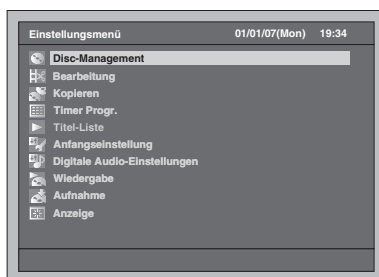 Einstellungsmenü 01/01/07(Mon) 19:34
Disc-Management
Bearbeitung
Kopieren
Timer Progr.
Titel-Liste
Anfangseinstellung
Digitale Audio-Einstellungen
Wiedergabe
Aufnahme
Anzeige